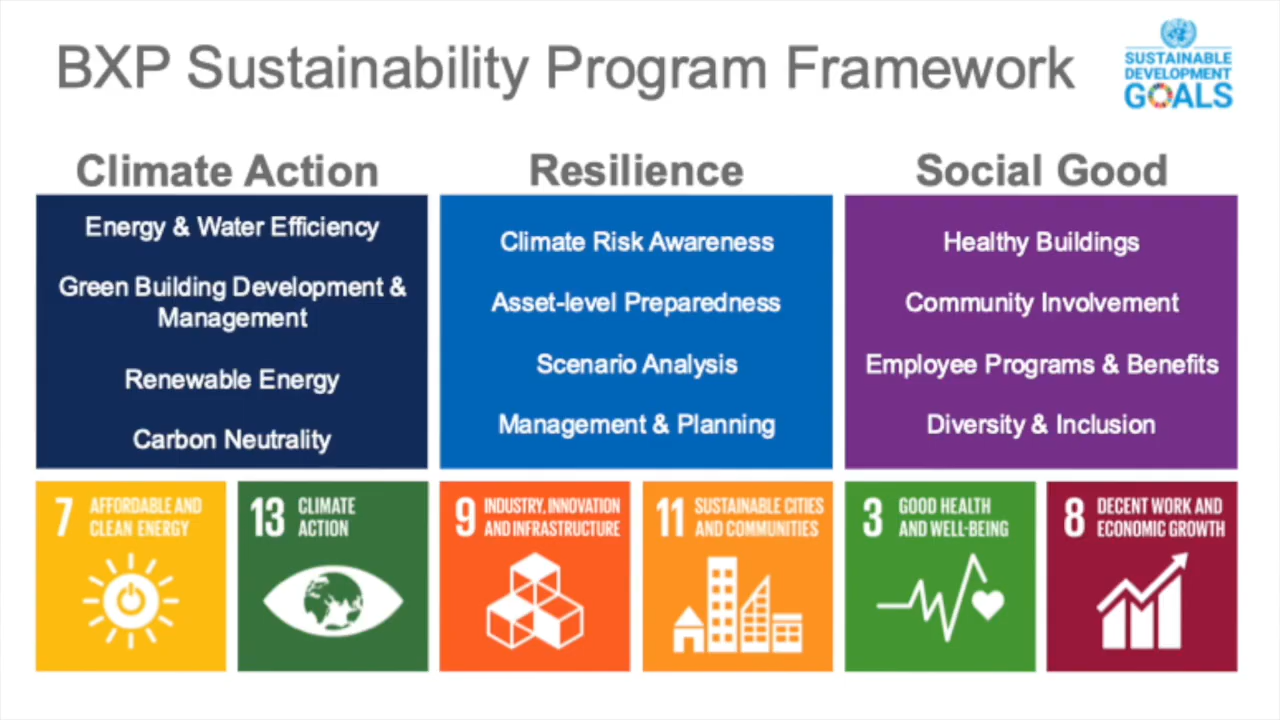 BXP Sustainability Program Framework
SUSTAINABLE
DEVELOPMENT
GOALS
Climate Action
Energy & Water Efficiency
Green Building Development &
Management
Renewable Energy
Carbon Neutrality
Resilience
Climate Risk Awareness
Asset-level Preparedness
Scenario Analysis
Management & Planning
Social Good
Healthy Buildings
Community Involvement
Employee Programs & Benefits
Diversity & Inclusion
7 AFFORDABLE AND
CLEAN ENERGY
13 CLIMATE
ACTION
9 INDUSTRY, INNOVATION
AND INFRASTRUCTURE
11 SUSTAINABLE CITIES
AND COMMUNITIES
3 GOOD HEALTH
AND WELL-BEING
8 DECENT WORK AND
ECONOMIC GROWTH